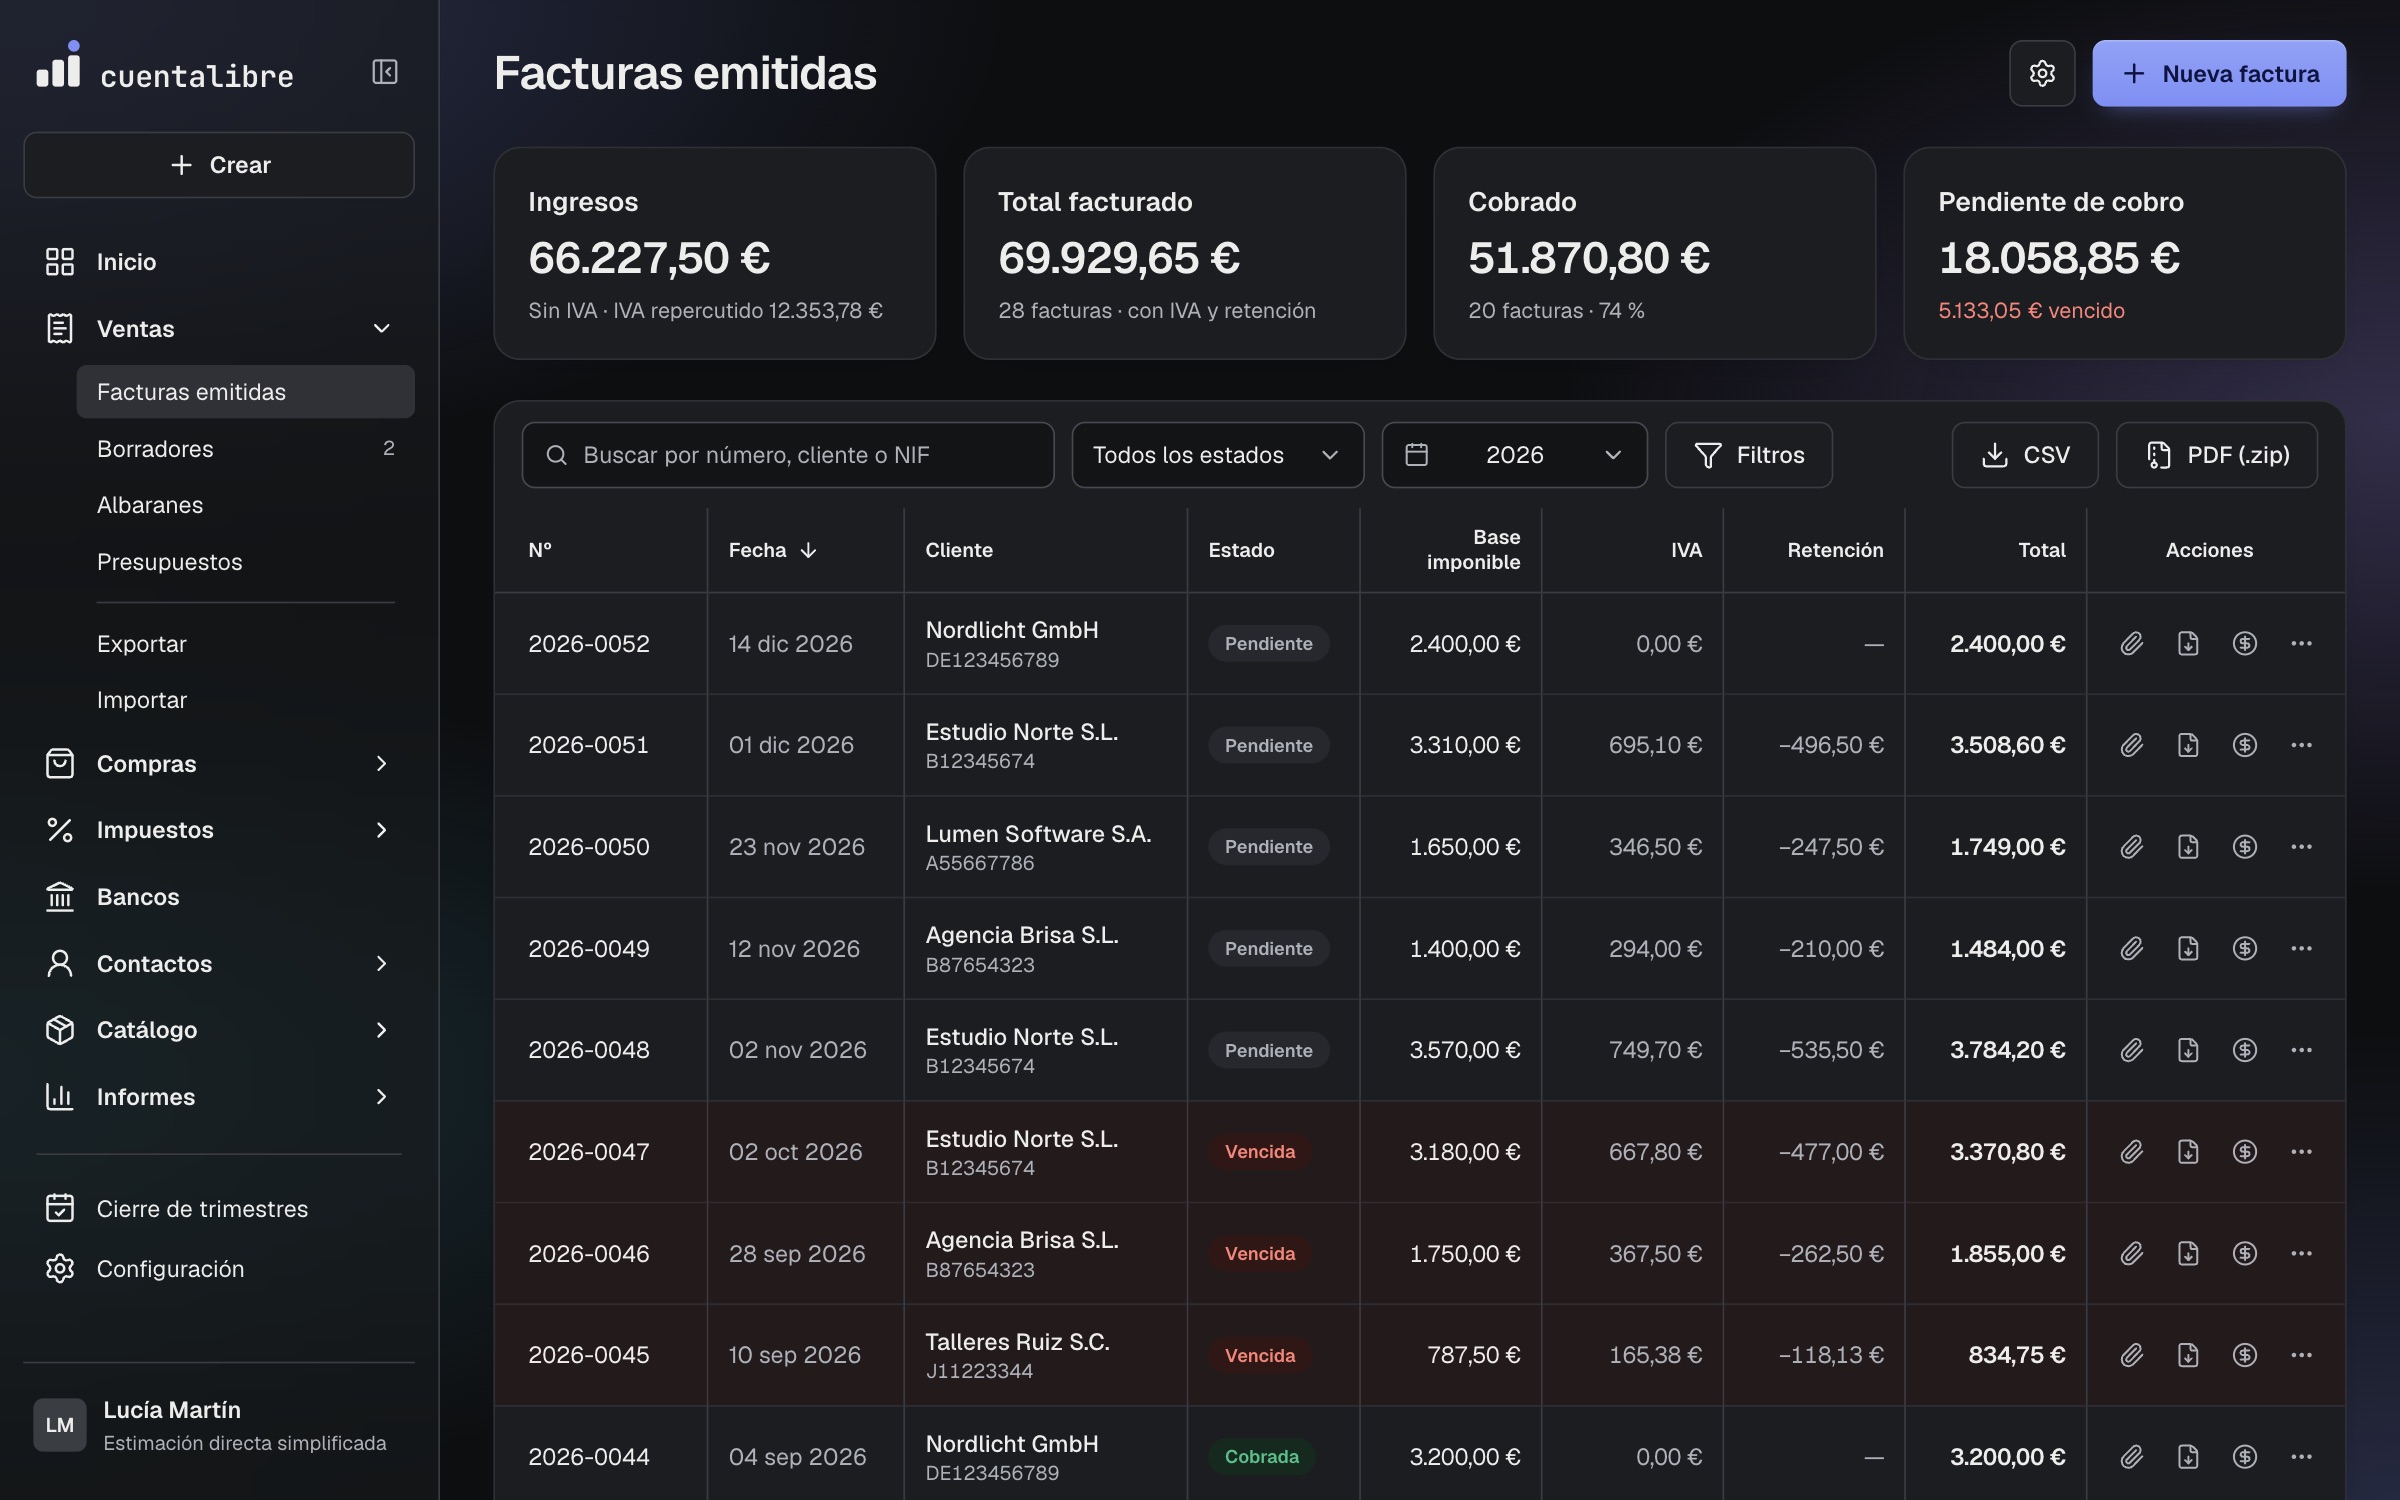 cuentalibre
Crear
Inicio
Ventas
Facturas emitidas
Borradores 2
Albaranes
Presupuestos
Exportar
Importar
Compras
Impuestos
Bancos
Contactos
Catálogo
Informes
Cierre de trimestres
Configuración
LM
Lucía Martín
Estimación directa simplificada
Facturas emitidas
Nueva factura
Ingresos
66.227,50 €
Sin IVA · IVA repercutido 12.353,78 €
Total facturado
69.929,65 €
28 facturas · con IVA y retención
Cobrado
51.870,80 €
20 facturas · 74 %
Pendiente de cobro
18.058,85 €
5.133,05 € vencido
Buscar por número, cliente o NIF
Todos los estados
2026
Filtros
CSV
PDF (.zip)
Nº Fecha Cliente Estado Base imponible IVA Retención Total Acciones
2026-0052 14 dic 2026 Nordlicht GmbH Pendiente 2.400,00 € 0,00 € — 2.400,00 €
DE123456789
2026-0051 01 dic 2026 Estudio Norte S.L. Pendiente 3.310,00 € 695,10 € −496,50 € 3.508,60 €
B12345674
2026-0050 23 nov 2026 Lumen Software S.A. Pendiente 1.650,00 € 346,50 € −247,50 € 1.749,00 €
A55667786
2026-0049 12 nov 2026 Agencia Brisa S.L. Pendiente 1.400,00 € 294,00 € −210,00 € 1.484,00 €
B87654323
2026-0048 02 nov 2026 Estudio Norte S.L. Pendiente 3.570,00 € 749,70 € −535,50 € 3.784,20 €
B12345674
2026-0047 02 oct 2026 Estudio Norte S.L. Vencida 3.180,00 € 667,80 € −477,00 € 3.370,80 €
B12345674
2026-0046 28 sep 2026 Agencia Brisa S.L. Vencida 1.750,00 € 367,50 € −262,50 € 1.855,00 €
B87654323
2026-0045 10 sep 2026 Talleres Ruiz S.C. Vencida 787,50 € 165,38 € −118,13 € 834,75 €
J11223344
2026-0044 04 sep 2026 Nordlicht GmbH Cobrada 3.200,00 € 0,00 € — 3.200,00 €
DE123456789